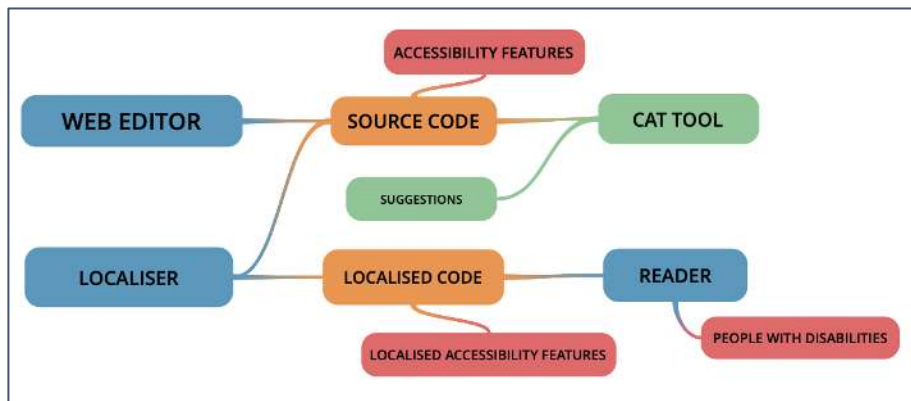 ACCESSIBILITY FEATURES
WEB EDITOR
SOURCE CODE
CAT TOOL
SUGGESTIONS
LOCALISER
LOCALISED CODE
READER
LOCALISED ACCESSIBILITY FEATURES
PEOPLE WITH DISABILITIES